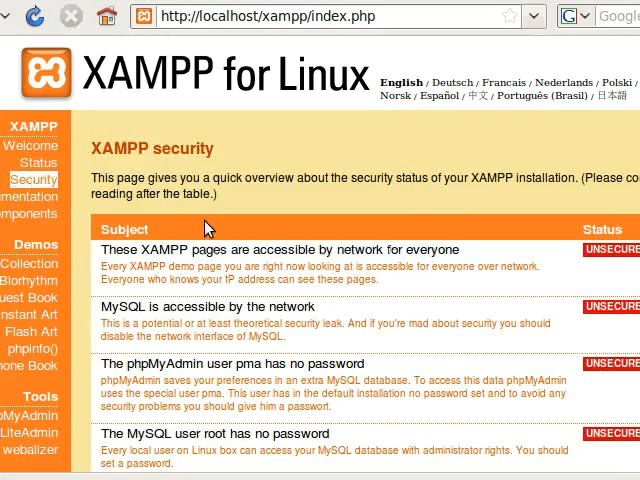 http://localhost/xampp/index.php
Google
XAMPP for Linux
English / Deutsch / Francais / Nederlands / Polski /
Norsk / Español / 中文 / Português (Brasil) / 日本語
XAMPP
Welcome
Status
Security
mentation
mponents
Demos
Collection
Biorhythm
uest Book
nstant Art
Flash Art
phpinfo()
hone Book
Tools
pMyAdmin
LiteAdmin
webalizer
XAMPP security
This page gives you a quick overview about the security status of your XAMPP installation. (Please co
reading after the table.)
Subject Status
These XAMPP pages are accessible by network for everyone UNSECURE
Every XAMPP demo page you are right now looking at is accessible for everyone over network.
Everyone who knows your IP address can see these pages.
MySQL is accessible by the network UNSECURE
This is a potential or at least theoretical security leak. And if you're mad about security you should
disable the network interface of MySQL.
The phpMyAdmin user pma has no password UNSECURE
phpMyAdmin saves your preferences in an extra MySQL database. To access this data phpMyAdmin
uses the special user pma. This user has in the default installation no password set and to avoid any
security problems you should give him a password.
The MySQL user root has no password UNSECURE
Every local user on Linux box can access your MySQL database with administrator rights. You should
set a password.